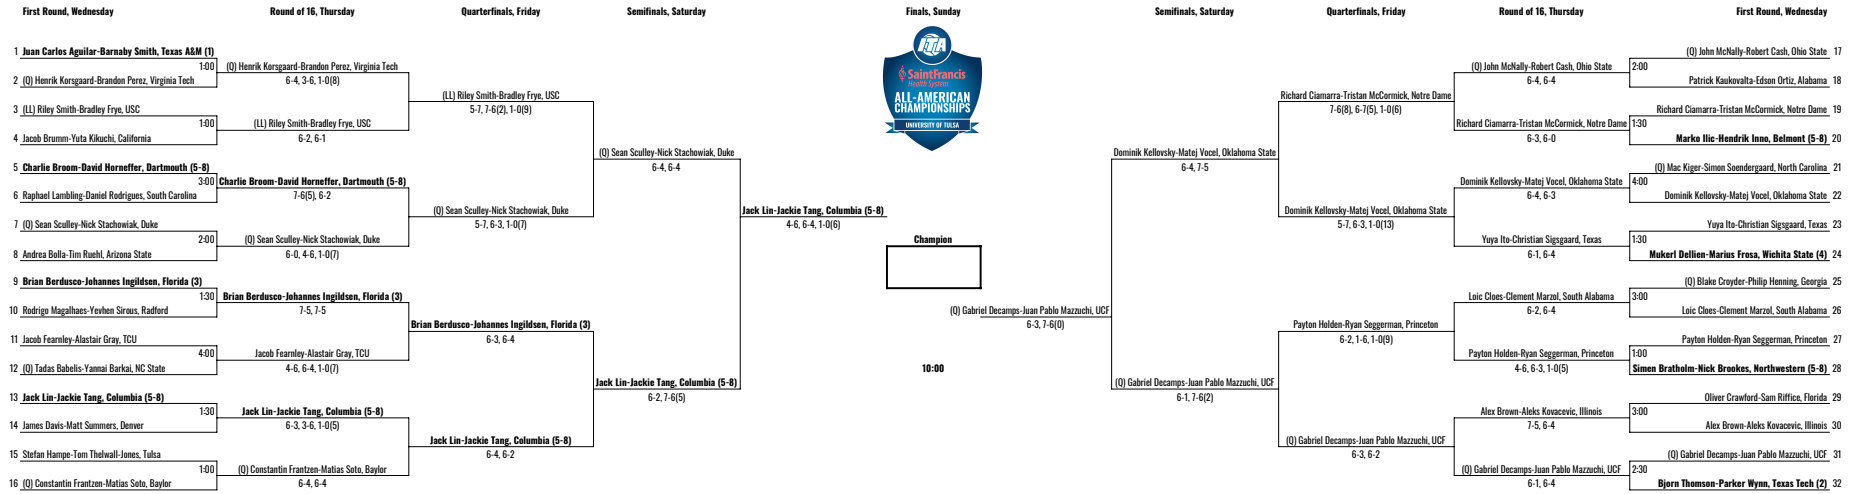 First Round, Wednesday
Round of 16, Thursday
Quarterfinals, Friday
Semifinals, Saturday
Finals, Sunday
Semifinals, Saturday
Quarterfinals, Friday
Round of 16, Thursday
First Round, Wednesday
1 Juan Carlos Aguilar-Barnaby Smith, Texas A&M (1)
1:00
2 (Q) Henrik Korsgaard-Brandon Perez, Virginia Tech
3 (LL) Riley Smith-Bradley Frye, USC
1:00
4 Jacob Brumm-Yuta Kikuchi, California
5 Charlie Broom-David Horneffer, Dartmouth (5-8)
3:00
6 Raphael Lambling-Daniel Rodrigues, South Carolina
7 (Q) Sean Sculley-Nick Stachowiak, Duke
2:00
8 Andrea Bolla-Tim Ruehl, Arizona State
9 Brian Berdusco-Johannes Ingildsen, Florida (3)
1:30
10 Rodrigo Magalhaes-Yevhen Sirous, Radford
11 Jacob Fearnley-Alastair Gray, TCU
4:00
12 (Q) Tadas Babelis-Yannai Barkai, NC State
13 Jack Lin-Jackie Tang, Columbia (5-8)
1:30
14 James Davis-Matt Summers, Denver
15 Stefan Hampe-Tom Thelwall-Jones, Tulsa
1:00
16 (Q) Constantin Frantzen-Matias Soto, Baylor
(Q) Henrik Korsgaard-Brandon Perez, Virginia Tech
6-4, 3-6, 1-0(8)
(LL) Riley Smith-Bradley Frye, USC
6-2, 6-1
Charlie Broom-David Horneffer, Dartmouth (5-8)
7-6(5), 6-2
(Q) Sean Sculley-Nick Stachowiak, Duke
6-0, 4-6, 1-0(7)
Brian Berdusco-Johannes Ingildsen, Florida (3)
7-5, 7-5
Jacob Fearnley-Alastair Gray, TCU
4-6, 6-4, 1-0(7)
Jack Lin-Jackie Tang, Columbia (5-8)
6-3, 3-6, 1-0(5)
(Q) Constantin Frantzen-Matias Soto, Baylor
6-4, 6-4
(LL) Riley Smith-Bradley Frye, USC
5-7, 7-6(2), 1-0(9)
(Q) Sean Sculley-Nick Stachowiak, Duke
5-7, 6-3, 1-0(7)
Brian Berdusco-Johannes Ingildsen, Florida (3)
6-3, 6-4
Jack Lin-Jackie Tang, Columbia (5-8)
6-4, 6-2
(Q) Sean Sculley-Nick Stachowiak, Duke
6-4, 6-4
Jack Lin-Jackie Tang, Columbia (5-8)
6-2, 7-6(5)
Jack Lin-Jackie Tang, Columbia (5-8)
4-6, 6-4, 1-0(6)
ITA
SaintFrancis
Health System
ALL-AMERICAN
CHAMPIONSHIPS
UNIVERSITY OF TULSA
Champion
10:00
(Q) Gabriel Decamps-Juan Pablo Mazzuchi, UCF
6-3, 7-6(0)
Dominik Kellovsky-Matej Vocel, Oklahoma State
6-4, 7-5
(Q) Gabriel Decamps-Juan Pablo Mazzuchi, UCF
6-1, 7-6(2)
Richard Ciamarra-Tristan McCormick, Notre Dame
7-6(8), 6-7(5), 1-0(6)
Dominik Kellovsky-Matej Vocel, Oklahoma State
5-7, 6-3, 1-0(13)
Payton Holden-Ryan Seggerman, Princeton
6-2, 1-6, 1-0(9)
(Q) Gabriel Decamps-Juan Pablo Mazzuchi, UCF
6-3, 6-2
(Q) John McNally-Robert Cash, Ohio State
6-4, 6-4
Richard Ciamarra-Tristan McCormick, Notre Dame
6-3, 6-0
Dominik Kellovsky-Matej Vocel, Oklahoma State
6-4, 6-3
Yuya Ito-Christian Sigsgaard, Texas
6-1, 6-4
Loic Cloes-Clement Marzol, South Alabama
6-2, 6-4
Payton Holden-Ryan Seggerman, Princeton
4-6, 6-3, 1-0(5)
Alex Brown-Aleks Kovacevic, Illinois
7-5, 6-4
(Q) Gabriel Decamps-Juan Pablo Mazzuchi, UCF
6-1, 6-4
(Q) John McNally-Robert Cash, Ohio State 17
2:00
Patrick Kaukovalta-Edson Ortiz, Alabama 18
Richard Ciamarra-Tristan McCormick, Notre Dame 19
1:30
Marko Ilic-Hendrik Inno, Belmont (5-8) 20
(Q) Mac Kiger-Simon Soendergaard, North Carolina 21
4:00
Dominik Kellovsky-Matej Vocel, Oklahoma State 22
Yuya Ito-Christian Sigsgaard, Texas 23
1:30
Mukerl Dellien-Marius Frosa, Wichita State (4) 24
(Q) Blake Croyder-Philip Henning, Georgia 25
3:00
Loic Cloes-Clement Marzol, South Alabama 26
Payton Holden-Ryan Seggerman, Princeton 27
1:00
Simen Bratholm-Nick Brookes, Northwestern (5-8) 28
Oliver Crawford-Sam Riffice, Florida 29
3:00
Alex Brown-Aleks Kovacevic, Illinois 30
(Q) Gabriel Decamps-Juan Pablo Mazzuchi, UCF 31
2:30
Bjorn Thomson-Parker Wynn, Texas Tech (2) 32